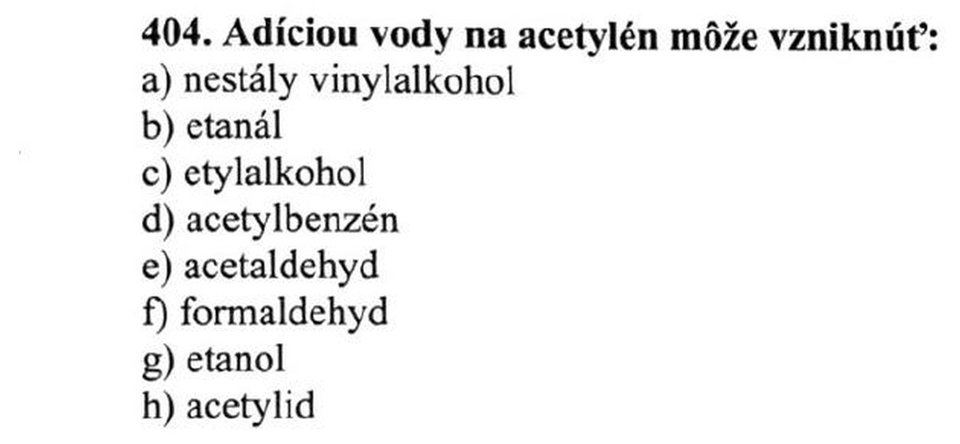 404. Adíciou vody na acetylén môže vzniknúť:
a) nestály vinylalkohol
b) etanál
c) etylalkohol
d) acetylbenzén
e) acetaldehyd
f) formaldehyd
g) etanol
h) acetylid